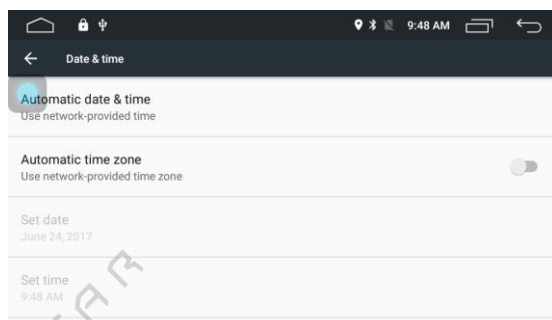 9:48 AM
Date & time
Automatic date & time
Use network-provided time
Automatic time zone
Use network-provided time zone
Set date
June 24, 2017
Set time
9:48 AM